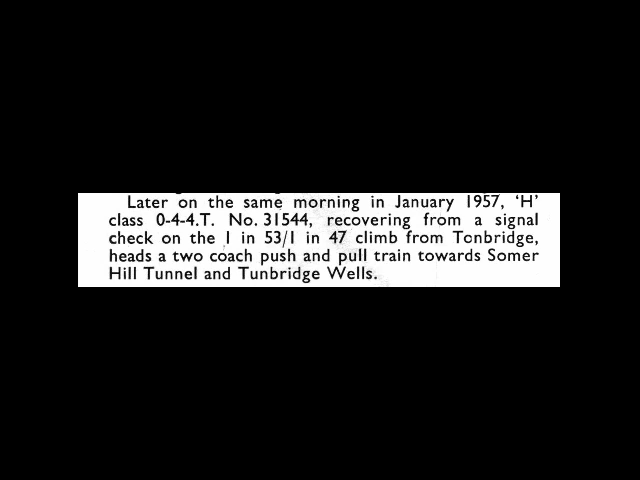 Later on the same morning in January 1957, 'H'
class 0-4-4.T. No. 31544, recovering from a signal
check on the 1 in 53/1 in 47 climb from Tonbridge,
heads a two coach push and pull train towards Somer
Hill Tunnel and Tunbridge Wells.